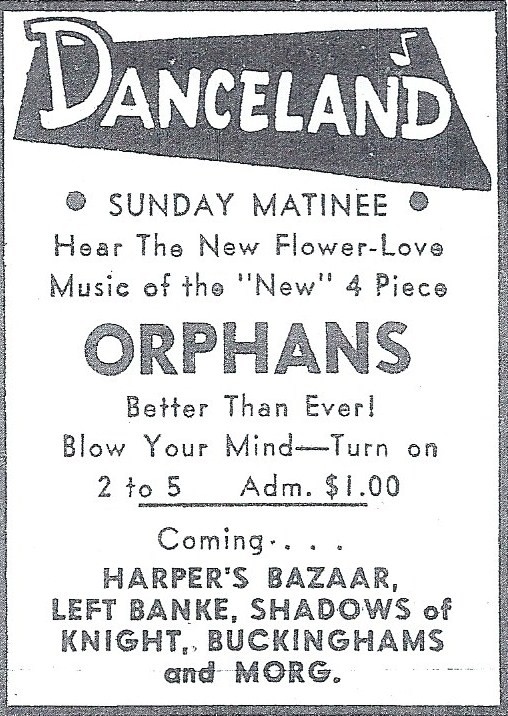 DANCELAND
SUNDAY MATINEE
Hear The New Flower-Love
Music of the "New" 4 Piece
ORPHANS
Better Than Ever!
Blow Your Mind—Turn on
2 to 5 Adm. $1.00
Coming. . . .
HARPER'S BAZAAR,
LEFT BANKE, SHADOWS of
KNIGHT, BUCKINGHAMS
and MORG.